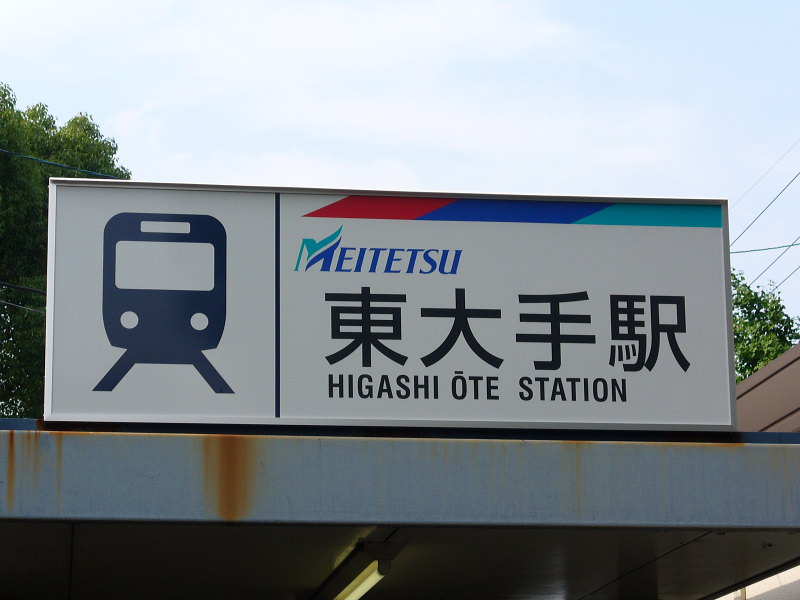 MEITETSU
東大手駅
HIGASHI ŌTE STATION